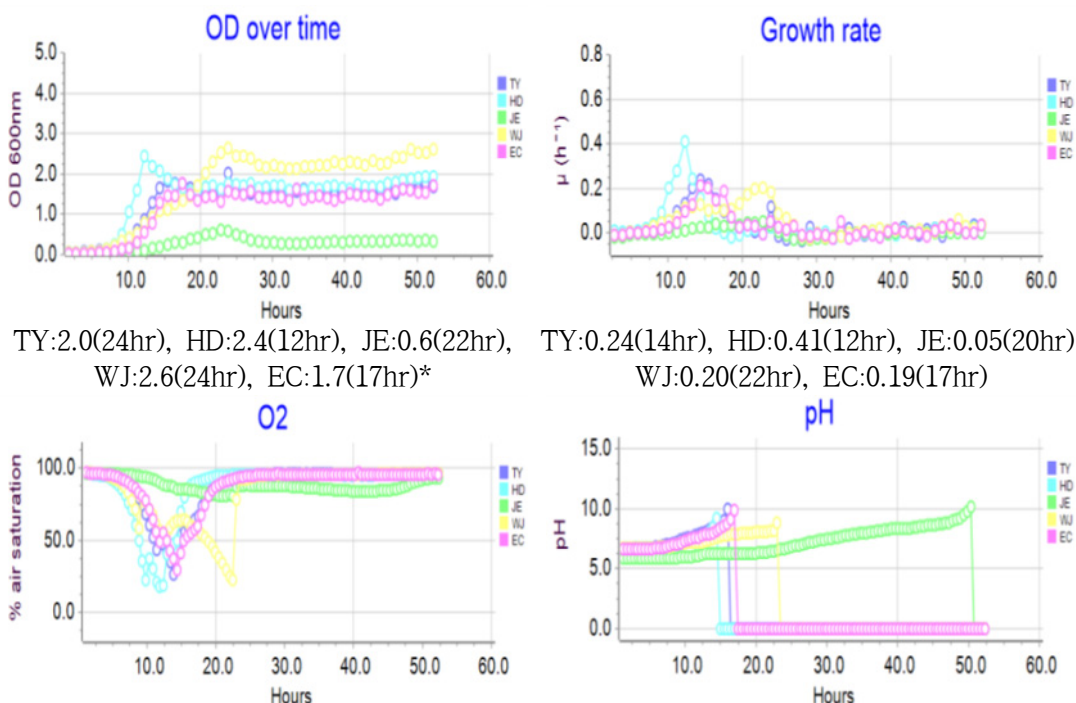 OD over time
5.0
4.0
3.0
2.0
1.0
0.0
OD 600nm
10.0 20.0 30.0 40.0 50.0 60.0
Hours
TY
HD
JE
WJ
EC
Growth rate
0.8
0.6
0.4
0.2
0.0
µ (h⁻¹)
10.0 20.0 30.0 40.0 50.0 60.0
Hours
TY
HD
JE
WJ
EC
TY:2.0(24hr), HD:2.4(12hr), JE:0.6(22hr),
WJ:2.6(24hr), EC:1.7(17hr)*
TY:0.24(14hr), HD:0.41(12hr), JE:0.05(20hr)
WJ:0.20(22hr), EC:0.19(17hr)
O2
100.0
50.0
0.0
% air saturation
10.0 20.0 30.0 40.0 50.0 60.0
Hours
TY
HD
JE
WJ
EC
pH
15.0
10.0
5.0
0.0
pH
10.0 20.0 30.0 40.0 50.0 60.0
Hours
TY
HD
JE
WJ
EC